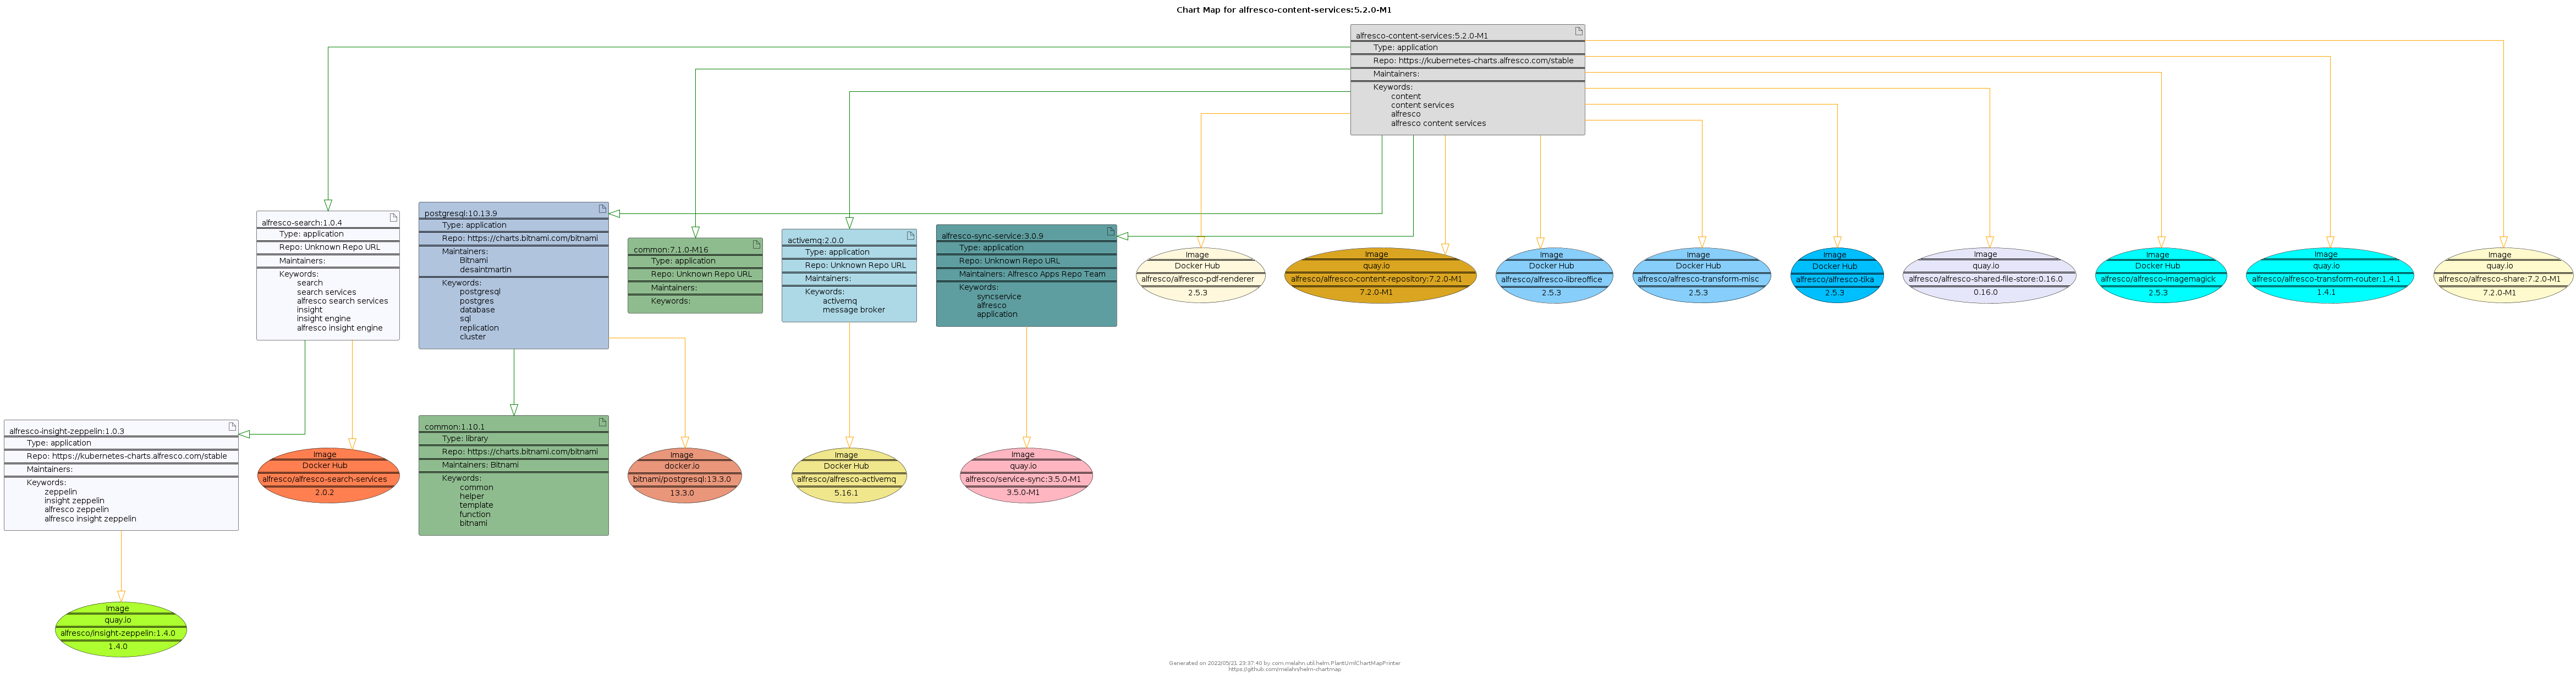 Chart Map for alfresco-content-services:5.2.0-M1
alfresco-content-services:5.2.0-M1
Type: application
Repo: https://kubernetes-charts.alfresco.com/stable
Maintainers:
Keywords:
content
content services
alfresco
alfresco content services
alfresco-search:1.0.4
Type: application
Repo: Unknown Repo URL
Maintainers:
Keywords:
search
search services
alfresco search services
insight
insight engine
alfresco insight engine
postgresql:10.13.9
Type: application
Repo: https://charts.bitnami.com/bitnami
Maintainers:
Bitnami
desaintmartin
Keywords:
postgresql
postgres
database
sql
replication
cluster
common:7.1.0-M16
Type: application
Repo: Unknown Repo URL
Maintainers:
Keywords:
activemq:2.0.0
Type: application
Repo: Unknown Repo URL
Maintainers:
Keywords:
activemq
message broker
alfresco-sync-service:3.0.9
Type: application
Repo: Unknown Repo URL
Maintainers: Alfresco Apps Repo Team
Keywords:
syncservice
alfresco
application
Image
Docker Hub
alfresco/alfresco-pdf-renderer
2.5.3
Image
quay.io
alfresco/alfresco-content-repository:7.2.0-M1
7.2.0-M1
Image
Docker Hub
alfresco/alfresco-libreoffice
2.5.3
Image
Docker Hub
alfresco/alfresco-transform-misc
2.5.3
Image
Docker Hub
alfresco/alfresco-tika
2.5.3
Image
quay.io
alfresco/alfresco-shared-file-store:0.16.0
0.16.0
Image
Docker Hub
alfresco/alfresco-imagemagick
2.5.3
Image
quay.io
alfresco/alfresco-transform-router:1.4.1
1.4.1
Image
quay.io
alfresco/alfresco-share:7.2.0-M1
7.2.0-M1
alfresco-insight-zeppelin:1.0.3
Type: application
Repo: https://kubernetes-charts.alfresco.com/stable
Maintainers:
Keywords:
zeppelin
insight zeppelin
alfresco zeppelin
alfresco insight zeppelin
Image
Docker Hub
alfresco/alfresco-search-services
2.0.2
common:1.10.1
Type: library
Repo: https://charts.bitnami.com/bitnami
Maintainers: Bitnami
Keywords:
common
helper
template
function
bitnami
Image
docker.io
bitnami/postgresql:13.3.0
13.3.0
Image
Docker Hub
alfresco/alfresco-activemq
5.16.1
Image
quay.io
alfresco/service-sync:3.5.0-M1
3.5.0-M1
Image
quay.io
alfresco/insight-zeppelin:1.4.0
1.4.0
Generated on 2022/05/21 23:37:40 by com.melahn.util.helm.PlantUmlChartMapPrinter
https://github.com/melahn/helm-chartmap